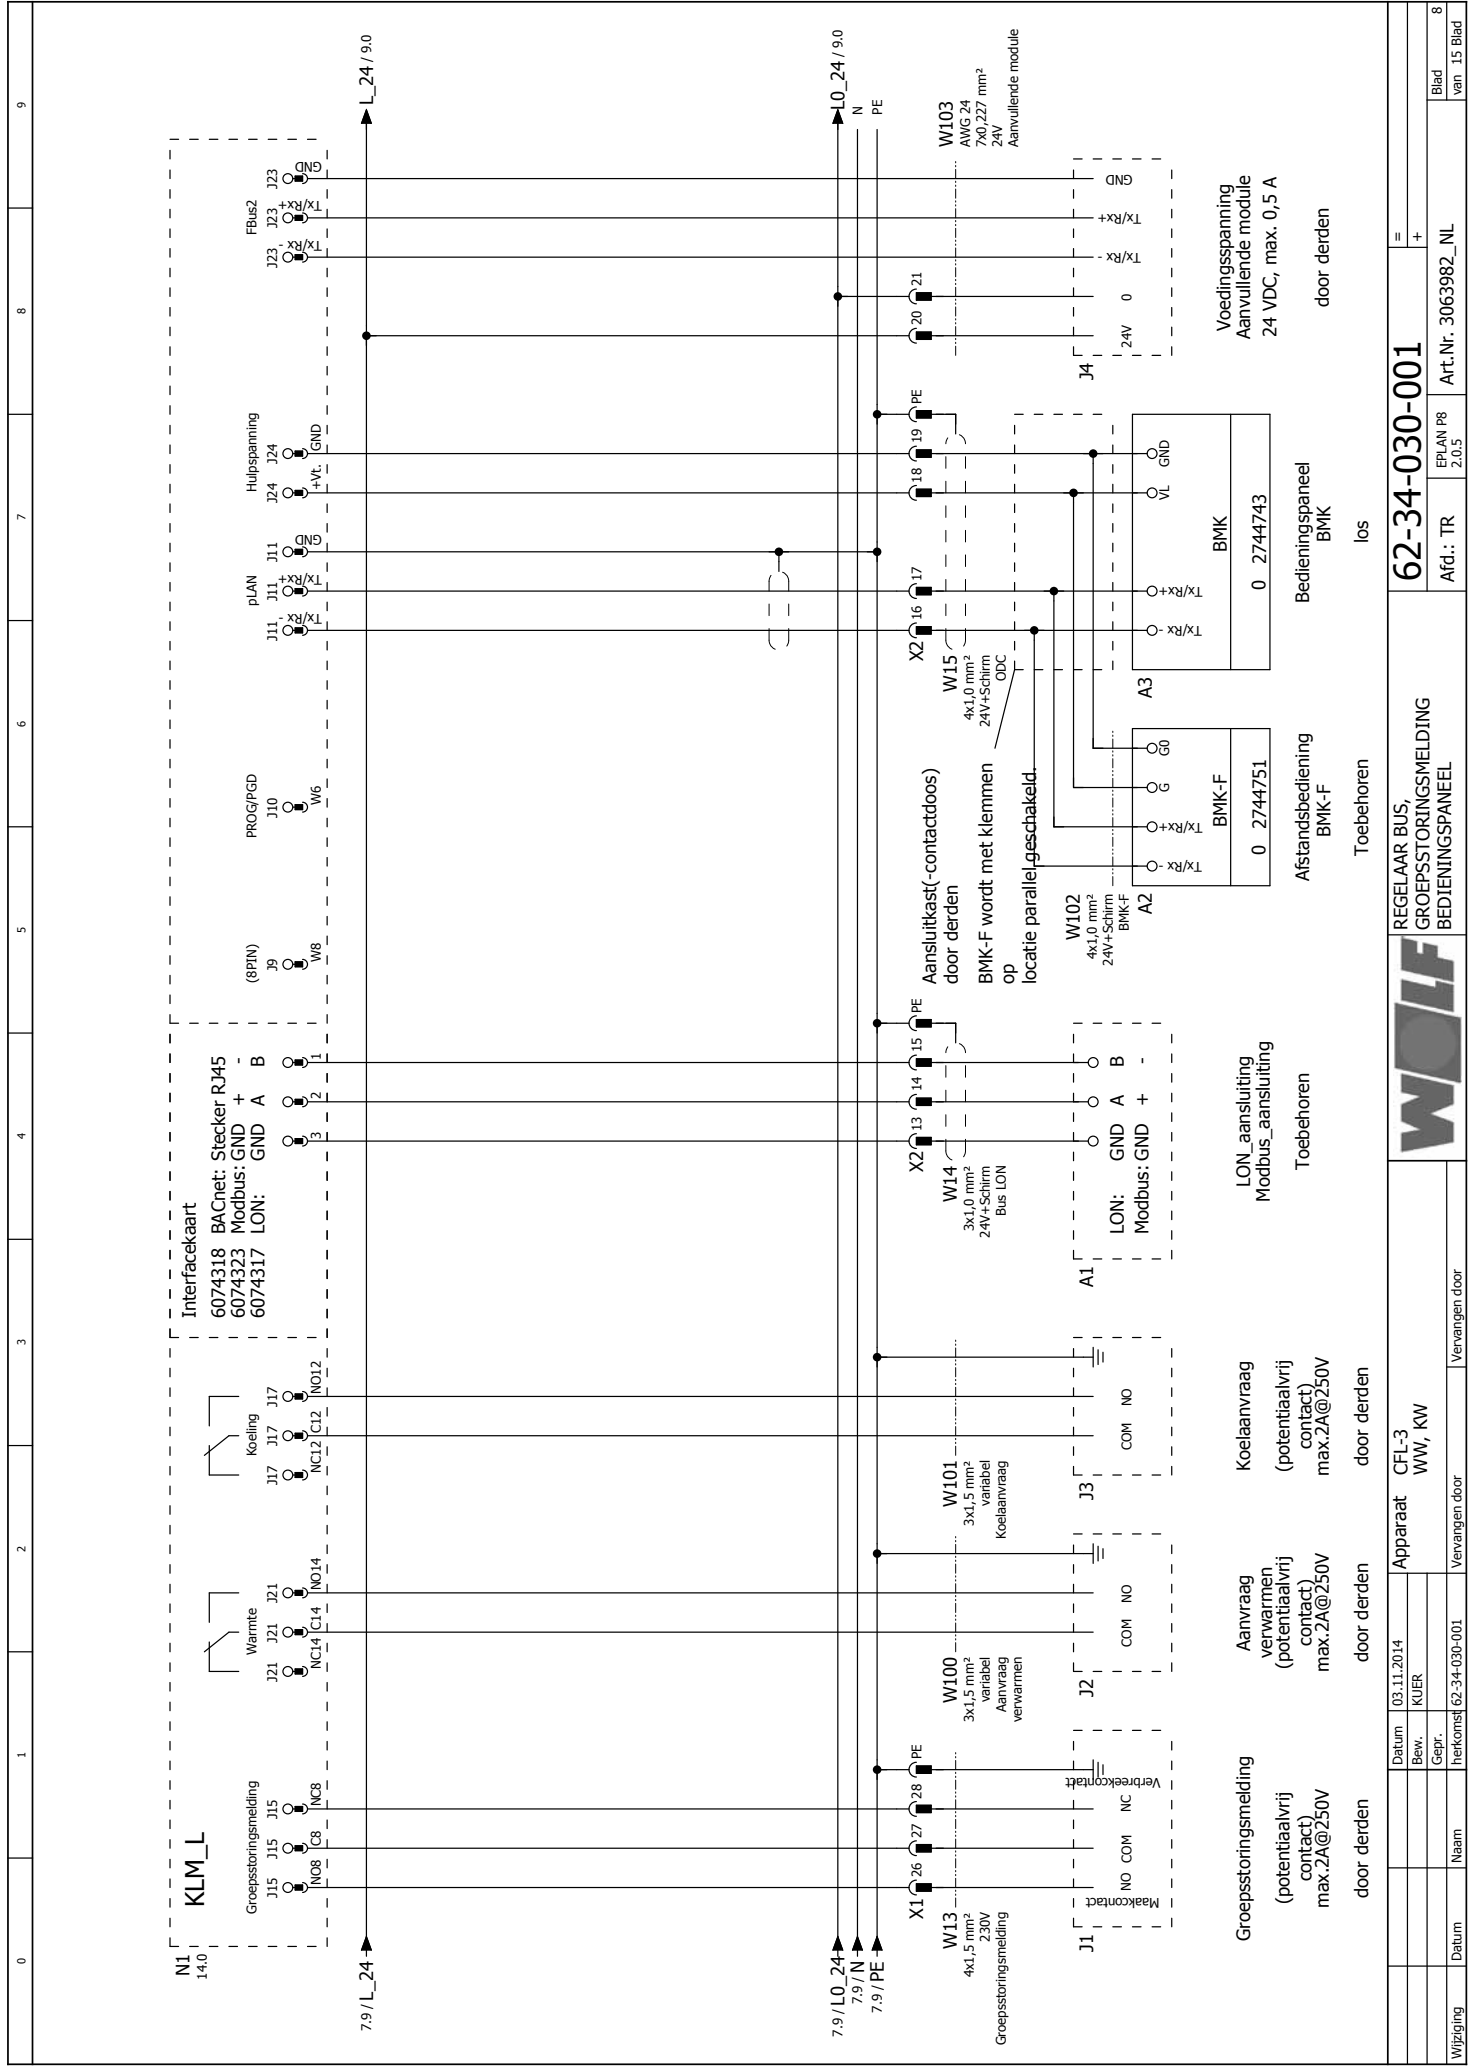 0 1 2 3 4 5 6 7 8 9
N1
14.0
KLM_L
Groepsstoringsmelding
J15 J15 J15
NO8 C8 NC8
Warmte
J21 J21 J21
NC14 C14 NO14
Koeling
J17 J17 J17
NC12 C12 NO12
Interfacekaart
6074318 BACnet: Stecker RJ45
6074323 Modbus: GND + -
6074317 LON: GND A B
3 2 1
(8PIN)
J9
W8
PROG/PGD
J10
W6
pLAN
J11 J11 J11
Tx/Rx - Tx/Rx+ GND
Hulpspanning
J24 J24
+Vt. GND
FBus2
J23 J23 J23
Tx/Rx - Tx/Rx+ GND
7.9 / L_24
L_24 / 9.0
7.9 / L0_24
L0_24 / 9.0
7.9 / N
N
7.9 / PE
PE
X1 26 27 28 PE
X2 13 14 15 PE
X2 16 17 18 19 PE
20 21
W13
4x1,5 mm²
230V
Groepsstoringsmelding
W100
3x1,5 mm²
variabel
Aanvraag
verwarmen
W101
3x1,5 mm²
variabel
Koelaanvraag
W14
3x1,0 mm²
24V+Schirm
Bus LON
Aansluitkast(-contactdoos)
door derden
BMK-F wordt met klemmen
op
locatie parallel geschakeld.
W15
4x1,0 mm²
24V+Schirm
ODC
W102
4x1,0 mm²
24V+Schirm
BMK-F
W103
AWG 24
7x0,227 mm²
24V
Aanvullende module
J1
NO COM NC
Maakcontact
Verbreekcontact
J2
COM NO
J3
COM NO
A1
LON: GND A B
Modbus: GND + -
A2
Tx/Rx - Tx/Rx+ G G0
BMK-F
0 2744751
A3
Tx/Rx - Tx/Rx+ VL GND
BMK
0 2744743
J4
24V 0 Tx/Rx - Tx/Rx+ GND
Groepsstoringsmelding
(potentiaalvrij
contact)
max.2A@250V
door derden
Aanvraag
verwarmen
(potentiaalvrij
contact)
max.2A@250V
door derden
Koelaanvraag
(potentiaalvrij
contact)
max.2A@250V
door derden
LON_aansluiting
Modbus_aansluiting
Toebehoren
Afstandsbediening
BMK-F
Toebehoren
Bedieningspaneel
BMK
los
Voedingsspanning
Aanvullende module
24 VDC, max. 0,5 A
door derden
Wijziging Datum Naam
Datum 03.11.2014
Bew. KUER
Gepr.
herkomst 62-34-030-001
Apparaat CFL-3
WW, KW
Vervangen door Vervangen door
WOLF
REGELAAR BUS,
GROEPSSTORINGSMELDING
BEDIENINGSPANEEL
62-34-030-001
Afd.: TR
EPLAN P8
2.0.5
Art.Nr. 3063982_NL
=
+
Blad 8
van 15 Blad